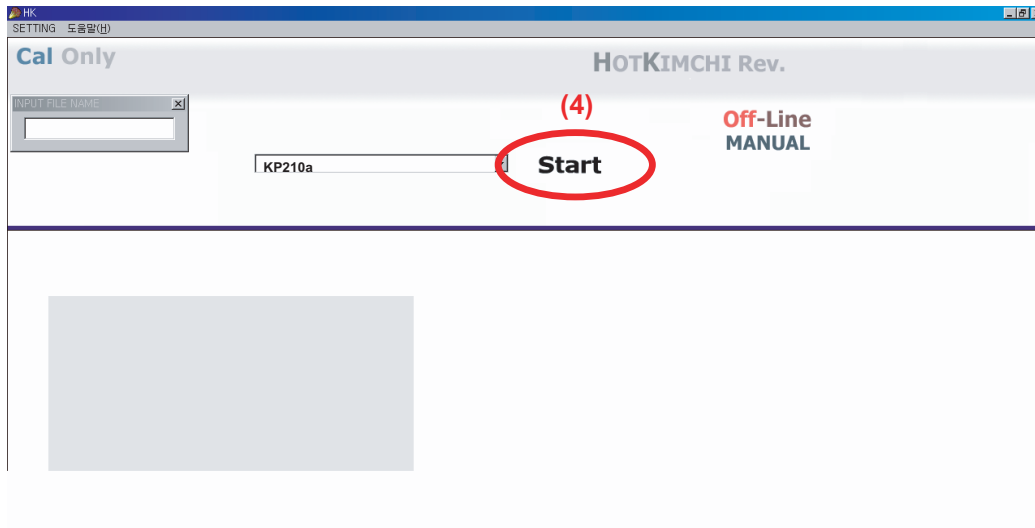 HK
SETTING 도움말(H)
Cal Only
HOTKIMCHI Rev.
INPUT FILE NAME
(4)
Off-Line
MANUAL
KP210a
Start